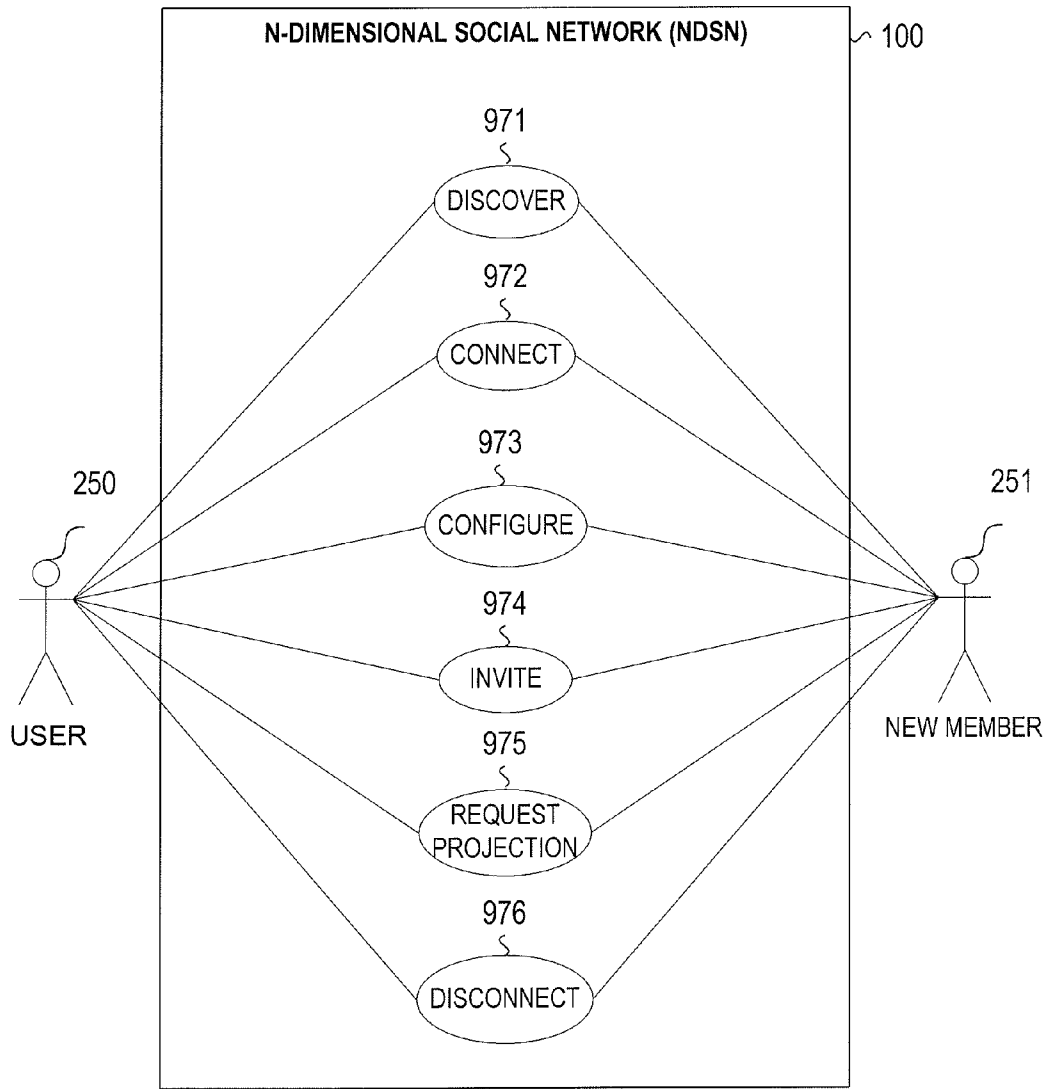 N-DIMENSIONAL SOCIAL NETWORK (NDSN)
100
971
DISCOVER
972
CONNECT
973
CONFIGURE
250
251
974
INVITE
USER
NEW MEMBER
975
REQUEST
PROJECTION
976
DISCONNECT